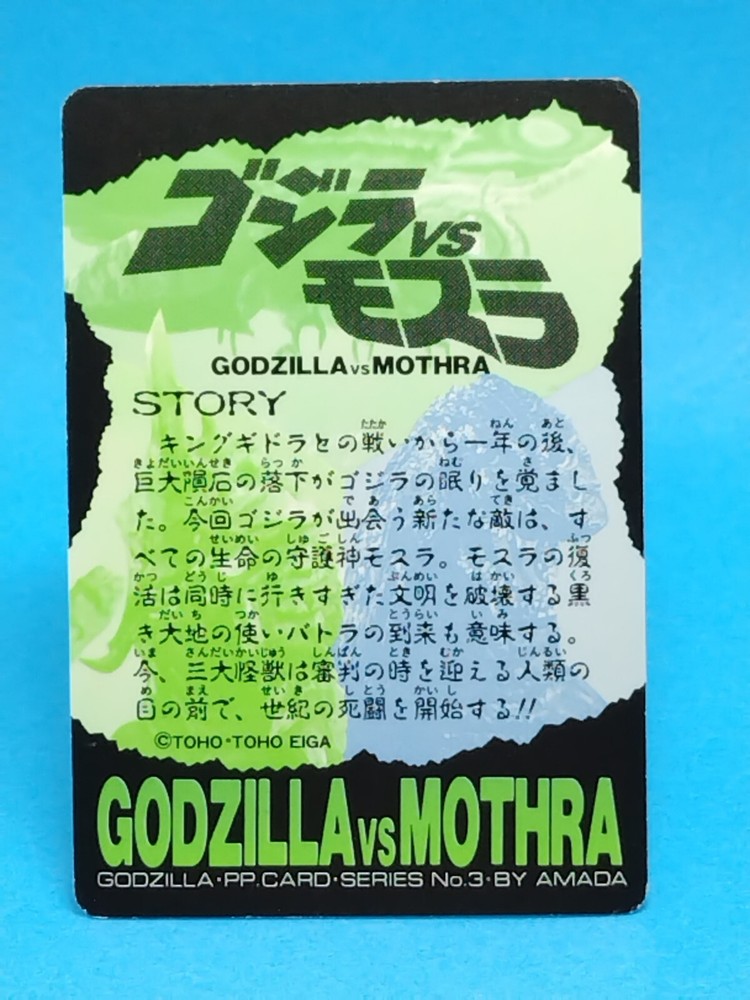 ゴジラVS
モスラ
GODZILLA vs MOTHRA
STORY
キングギドラとの戦いから一年の後、
巨大隕石の落下がゴジラの眠りを覚まし
た。今回ゴジラが出会う新たな敵は、す
べての生命の守護神モスラ。モスラの復
活は同時に行きすぎた文明を破壊する黒
き大地の使いバトラの到来も意味する。
今、三大怪獣は審判の時を迎える人類の
目の前で、世紀の死闘を開始する!!
©TOHO・TOHO EIGA
GODZILLA VS MOTHRA
GODZILLA・PP.CARD・SERIES No.3・BY AMADA